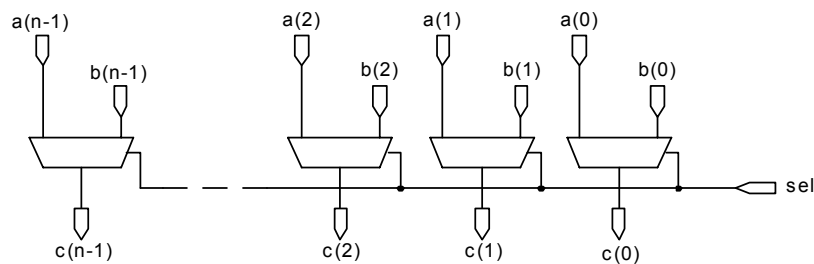 a(n-1)
b(n-1)
a(2)
b(2)
a(1)
b(1)
a(0)
b(0)
sel
c(n-1)
c(2)
c(1)
c(0)